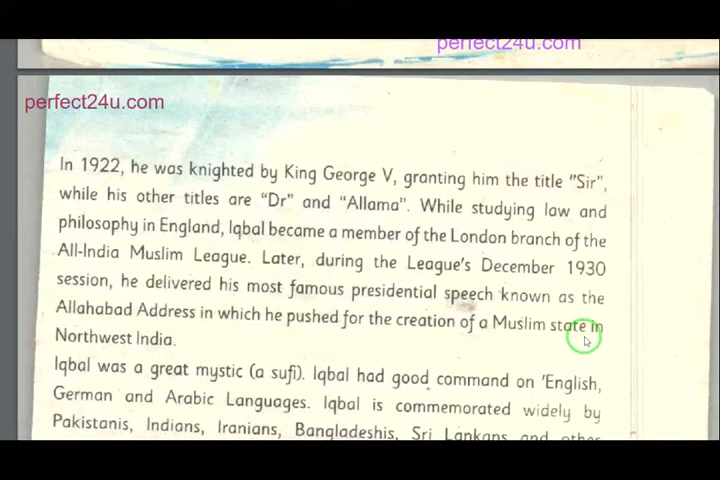 perfect24u.com
perfect24u.com
In 1922, he was knighted by King George V, granting him the title "Sir",
while his other titles are "Dr" and "Allama". While studying law and
philosophy in England, Iqbal became a member of the London branch of the
All-India Muslim League. Later, during the League's December 1930
session, he delivered his most famous presidential speech known as the
Allahabad Address in which he pushed for the creation of a Muslim state in
Northwest India.
Iqbal was a great mystic (a sufi). Iqbal had good command on 'English,
German and Arabic Languages. Iqbal is commemorated widely by
Pakistanis, Indians, Iranians, Bangladeshis, Sri Lankans and other